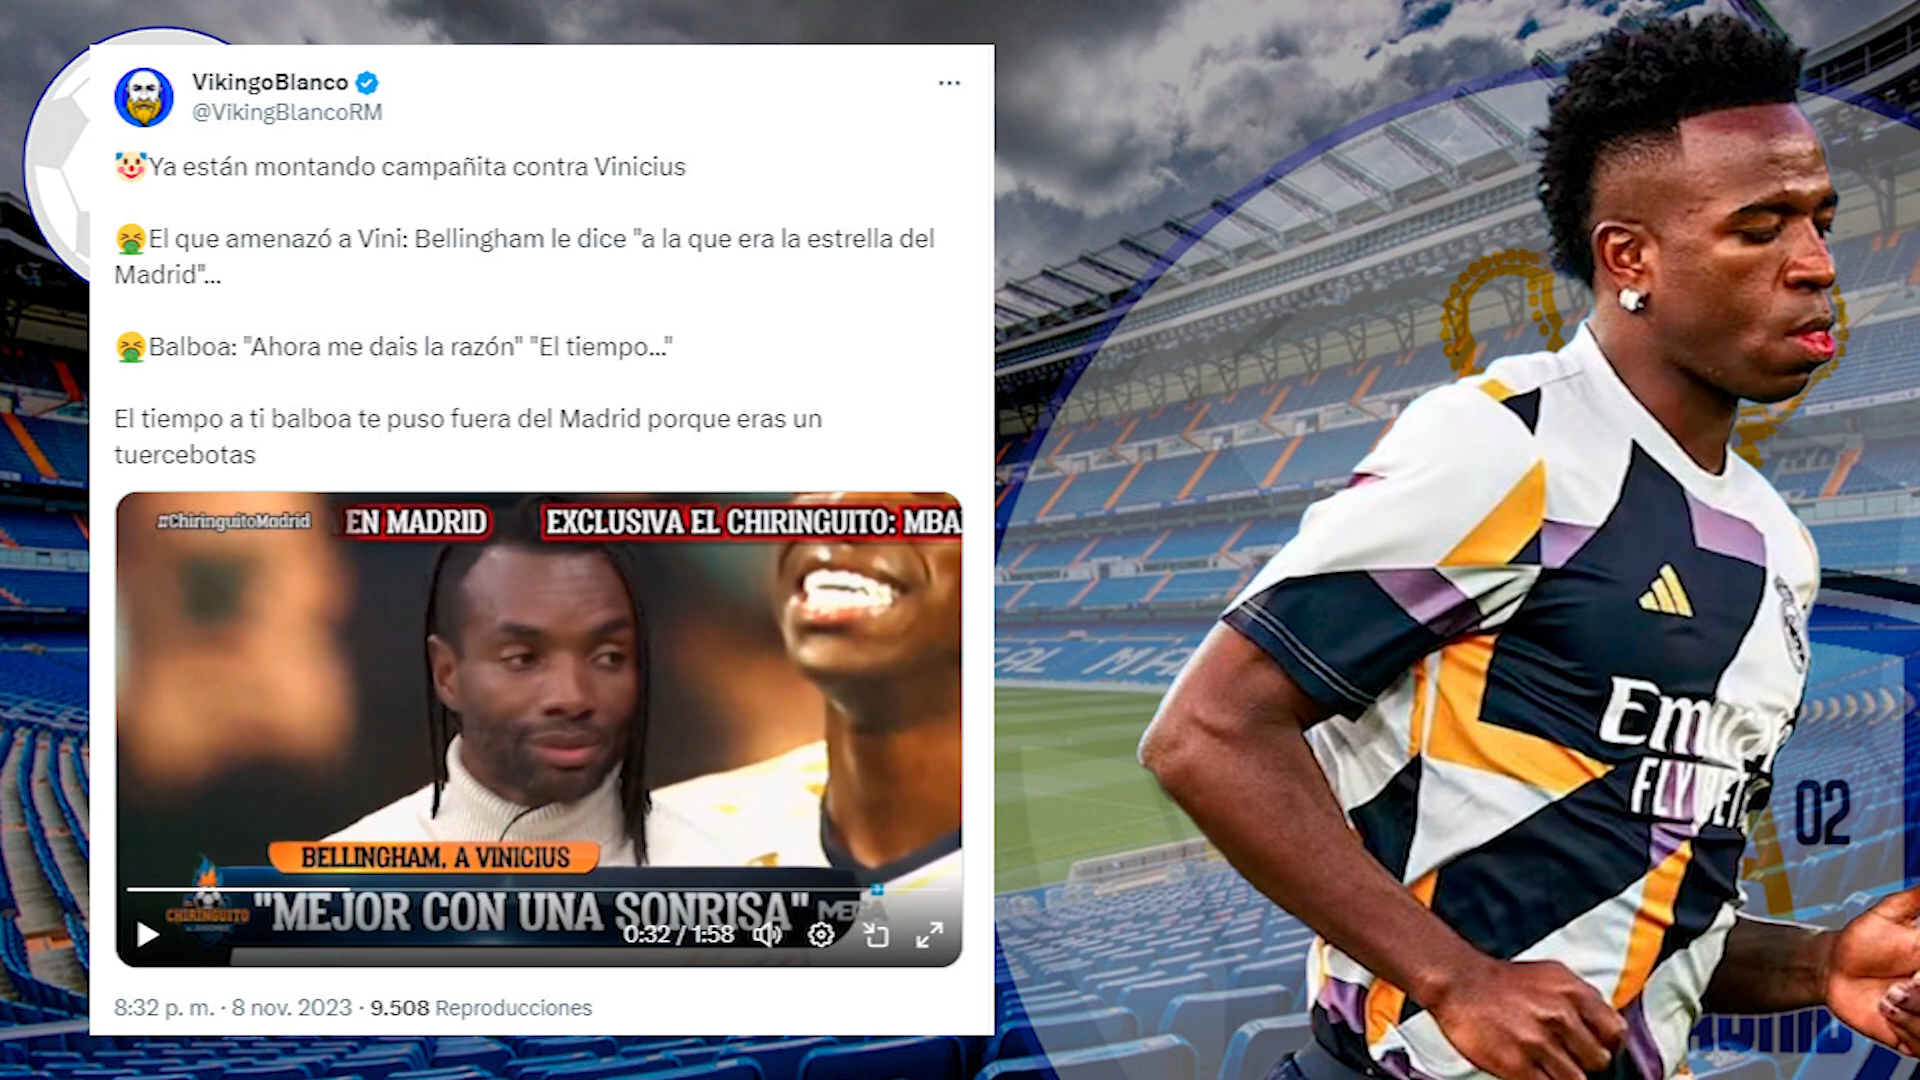 VikingoBlanco
@VikingBlancoRM
🤡Ya están montando campañita contra Vinicius
🤮El que amenazó a Vini: Bellingham le dice "a la que era la estrella del
Madrid"...
🤮Balboa: "Ahora me dais la razón" "El tiempo..."
El tiempo a ti balboa te puso fuera del Madrid porque eras un
tuercebotas
#ChiringuitoMadrid
EN MADRID
EXCLUSIVA EL CHIRINGUITO: MBA
BELLINGHAM, A VINICIUS
CHIRINGUITO
"MEJOR CON UNA SONRISA"
MEGA
0:32 / 1:58
8:32 p. m. · 8 nov. 2023 · 9.508 Reproducciones
Emirates
FLY BETTER
02